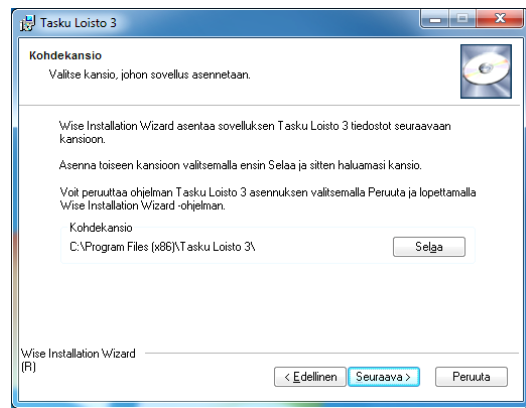 Tasku Loisto 3
Kohdekansio
Valitse kansio, johon sovellus asennetaan.
Wise Installation Wizard asentaa sovelluksen Tasku Loisto 3 tiedostot seuraavaan
kansioon.
Asenna toiseen kansioon valitsemalla ensin Selaa ja sitten haluamasi kansio.
Voit peruuttaa ohjelman Tasku Loisto 3 asennuksen valitsemalla Peruuta ja lopettamalla
Wise Installation Wizard -ohjelman.
Kohdekansio
C:\Program Files (x86)\Tasku Loisto 3\
Selaa
Wise Installation Wizard
(R)
< Edellinen
Seuraava >
Peruuta